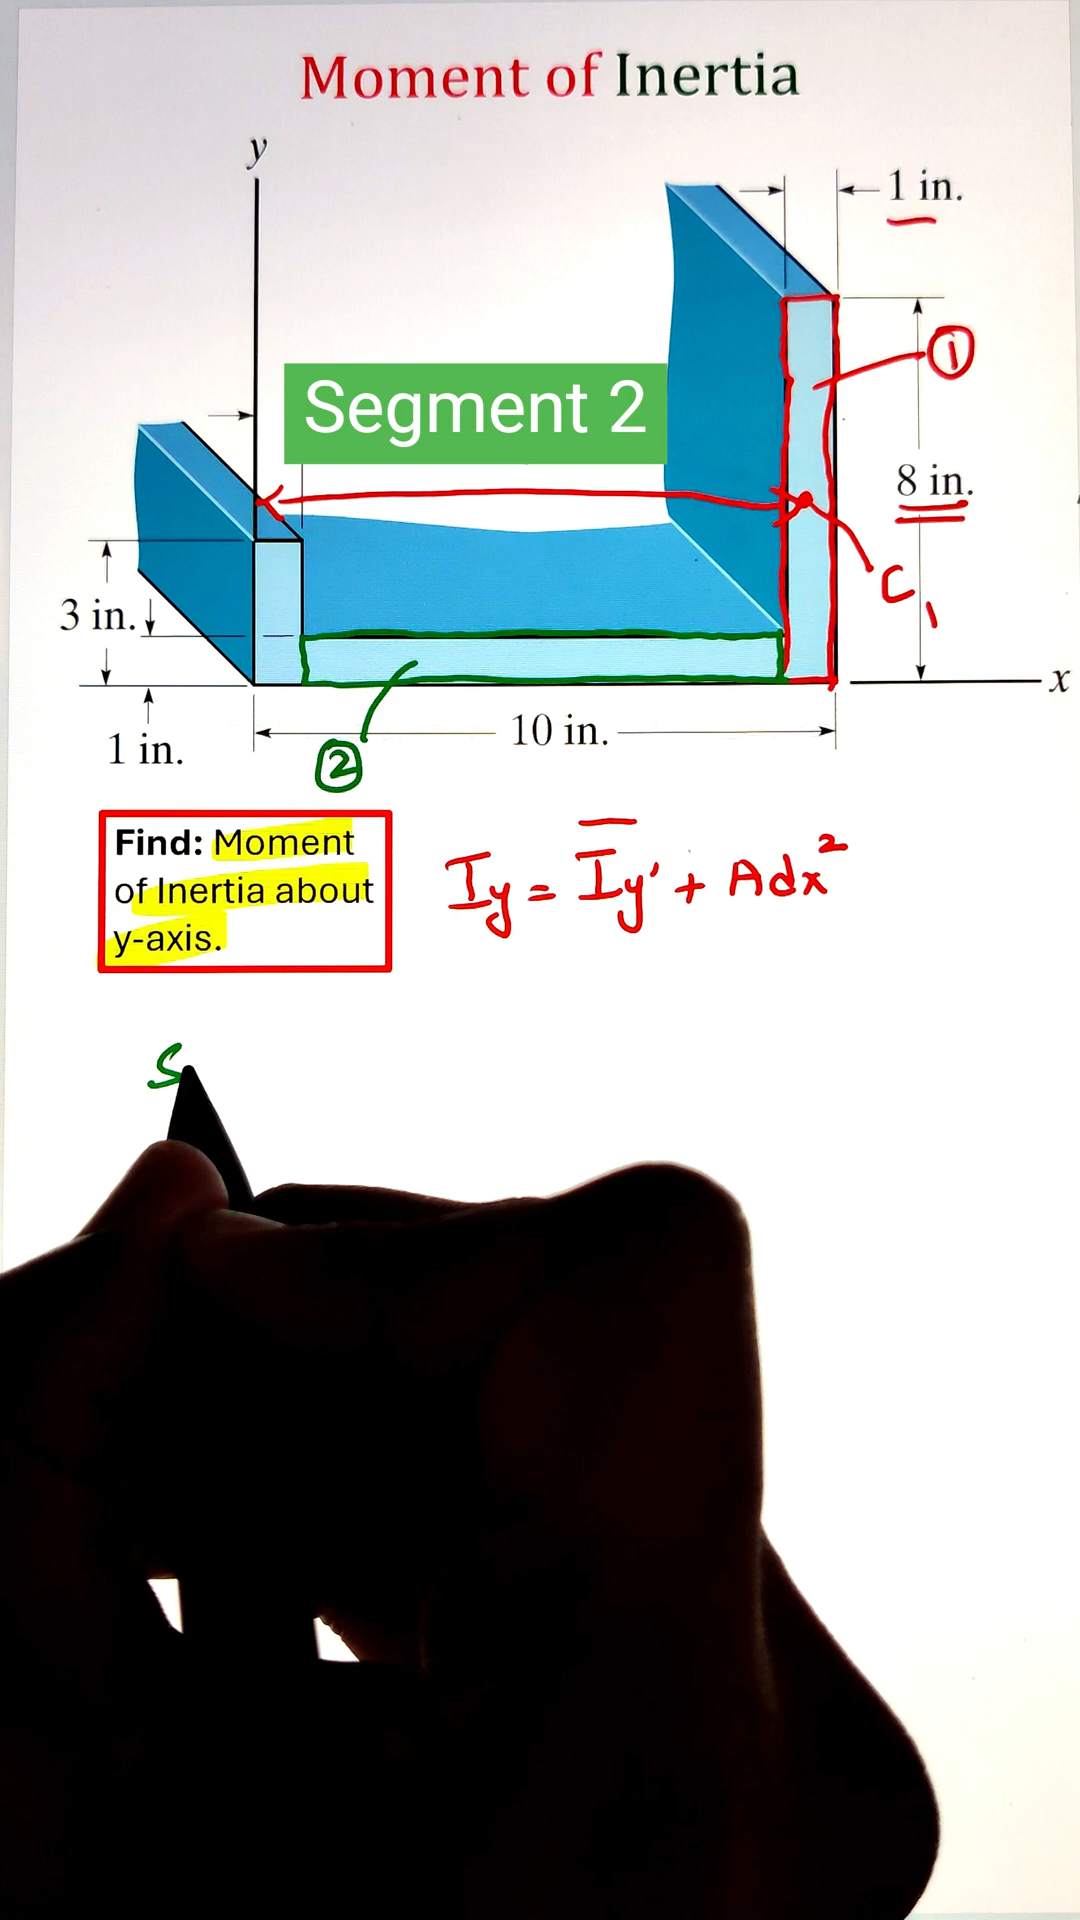 Moment of Inertia
y
1 in.
①
Segment 2
8 in.
C₁
3 in.
x
10 in.
1 in.
②
Find: Moment
of Inertia about
y-axis.
Iy = Īy' + Adx²
S